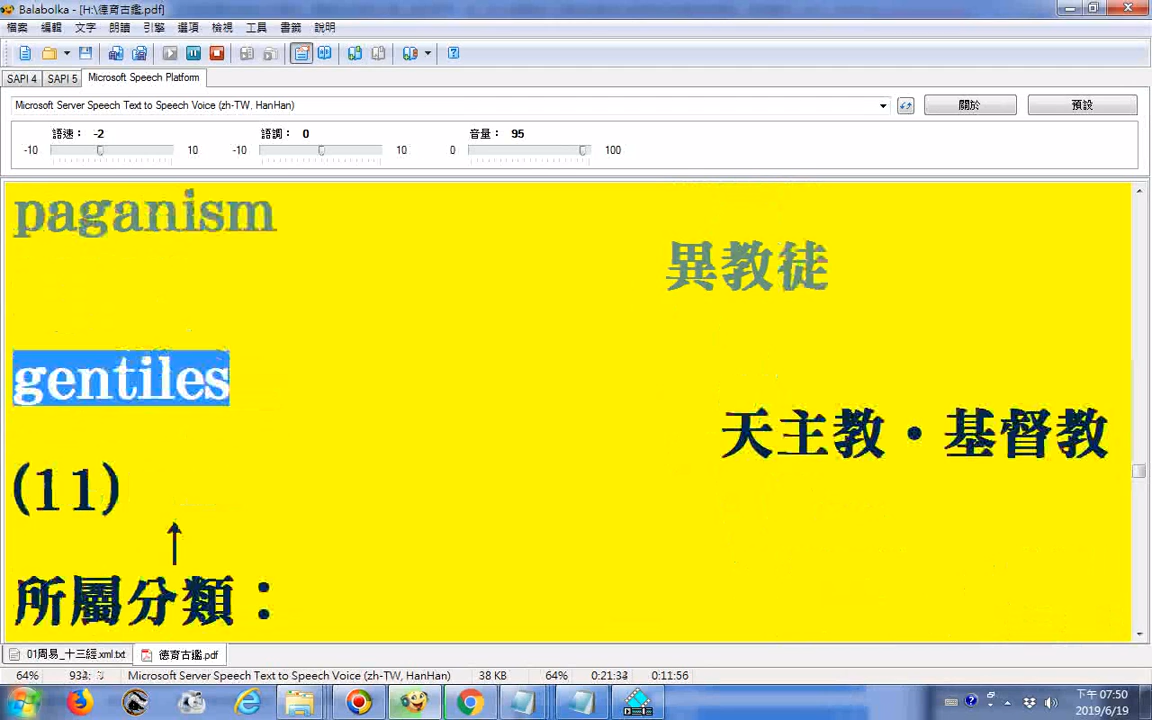 Balabolka - [H:\德育古鑑.pdf]
檔案 編輯 文字 朗讀 引擎 選項 檢視 工具 書籤 說明
SAPI 4 SAPI 5 Microsoft Speech Platform
Microsoft Server Speech Text to Speech Voice (zh-TW, HanHan) 關於 預設
語速： -2 語調： 0 音量： 95
-10 10 -10 10 0 100
paganism
異教徒
gentiles
天主教・基督教
(11)
↑
所屬分類：
01周易_十三經.xml.txt 德育古鑑.pdf
64% Microsoft Server Speech Text to Speech Voice (zh-TW, HanHan) 38 KB 64% 0:21:33 0:11:56
下午 07:50
2019/6/19